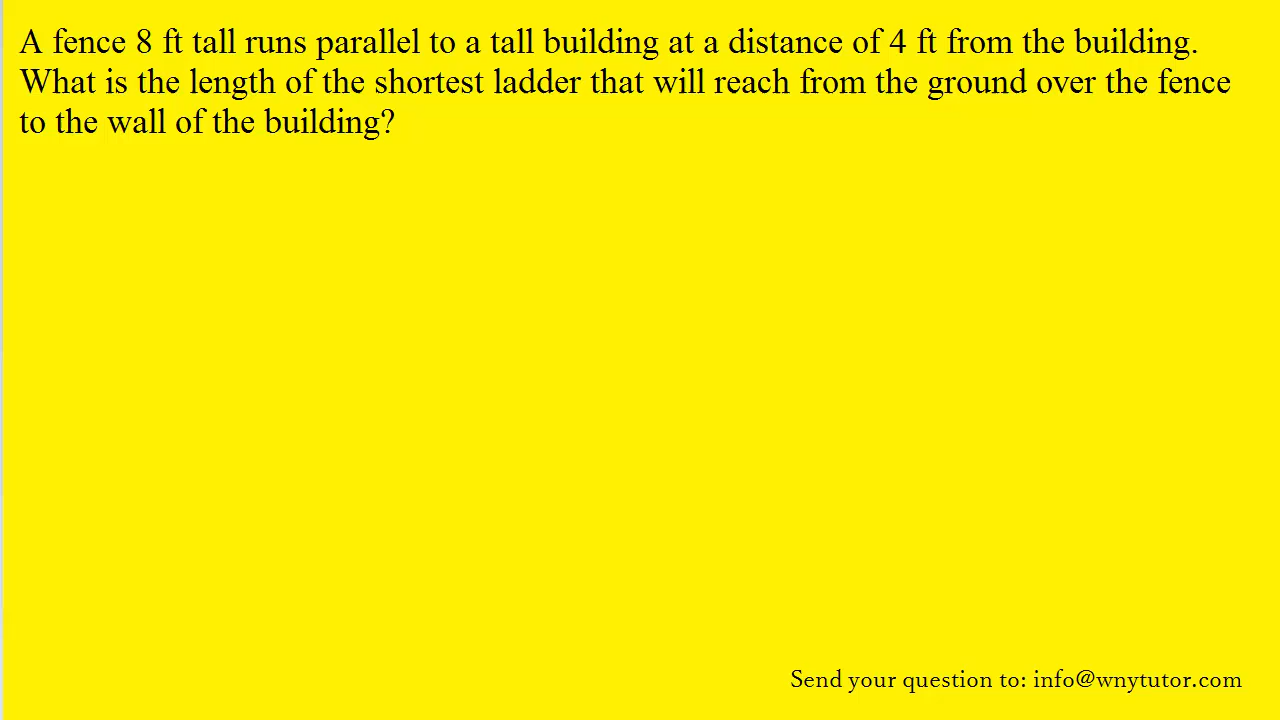 A fence 8 ft tall runs parallel to a tall building at a distance of 4 ft from the building.
What is the length of the shortest ladder that will reach from the ground over the fence
to the wall of the building?
Send your question to: info@wnytutor.com